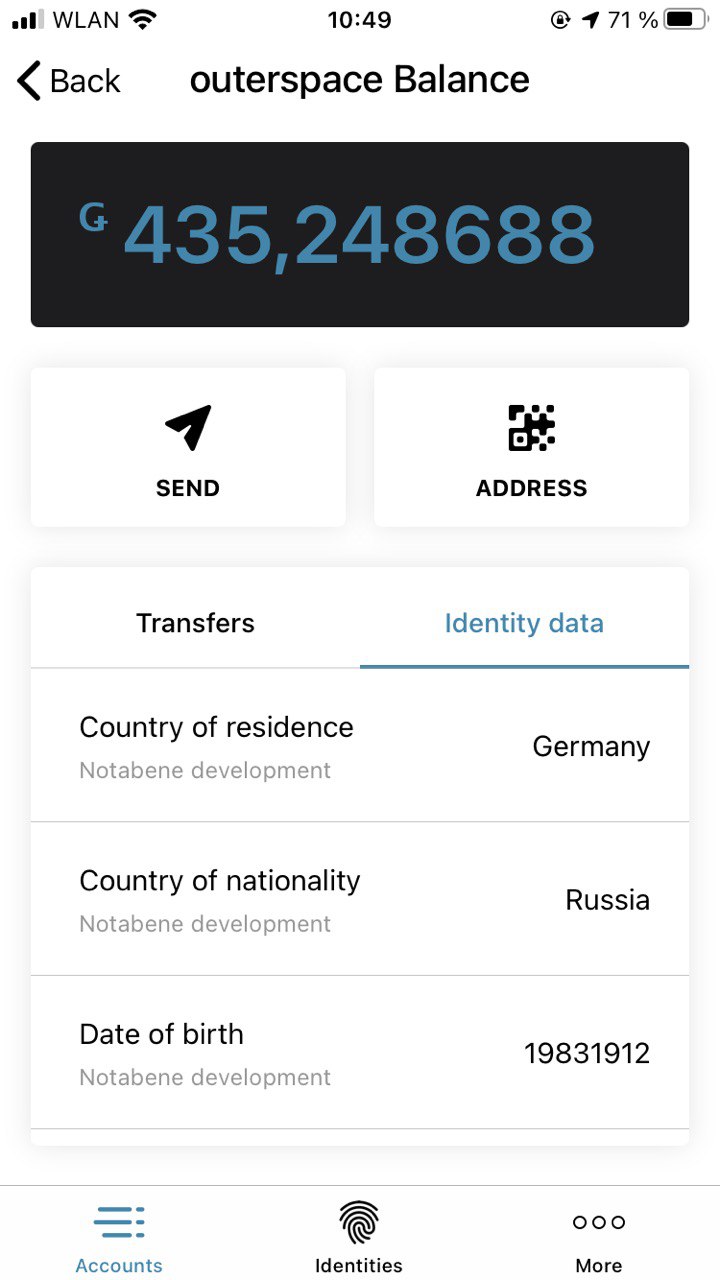 WLAN 10:49 71 %
Back outerspace Balance
Ǥ 435,248688
SEND ADDRESS
Transfers Identity data
Country of residence
Germany
Notabene development
Country of nationality
Russia
Notabene development
Date of birth
19831912
Notabene development
Accounts Identities More